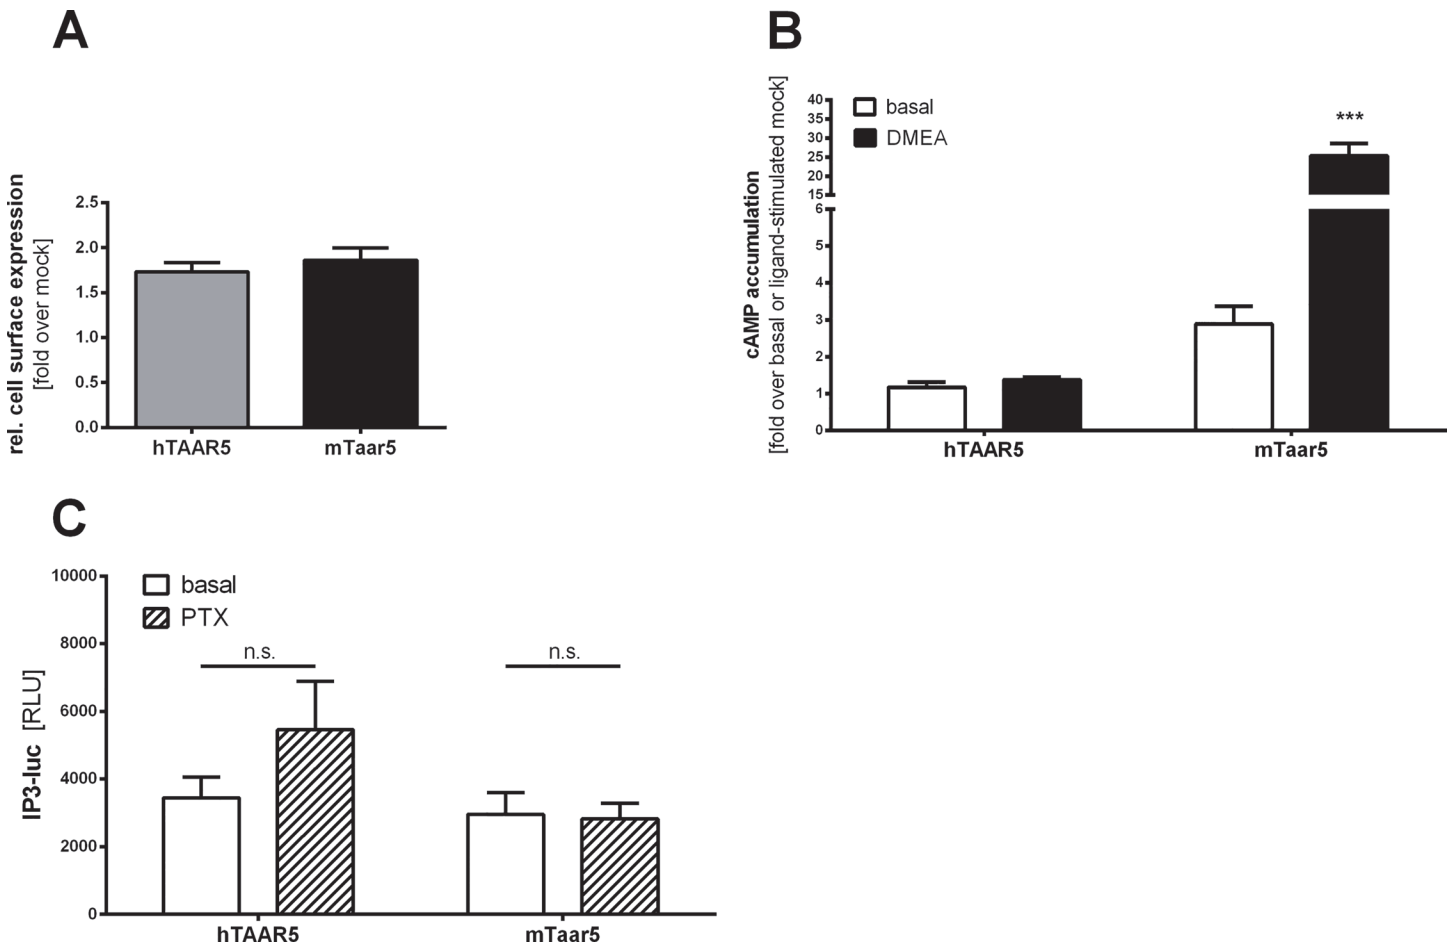 A
rel. cell surface expression
[fold over mock]
2.5
2.0
1.5
1.0
0.5
0.0
hTAAR5
mTaar5
B
cAMP accumulation
[fold over basal or ligand-stimulated mock]
basal
DMEA
40
35
30
25
20
15
6
5
4
3
2
1
0
***
hTAAR5
mTaar5
C
IP3-luc [RLU]
basal
PTX
10000
8000
6000
4000
2000
0
n.s.
n.s.
hTAAR5
mTaar5